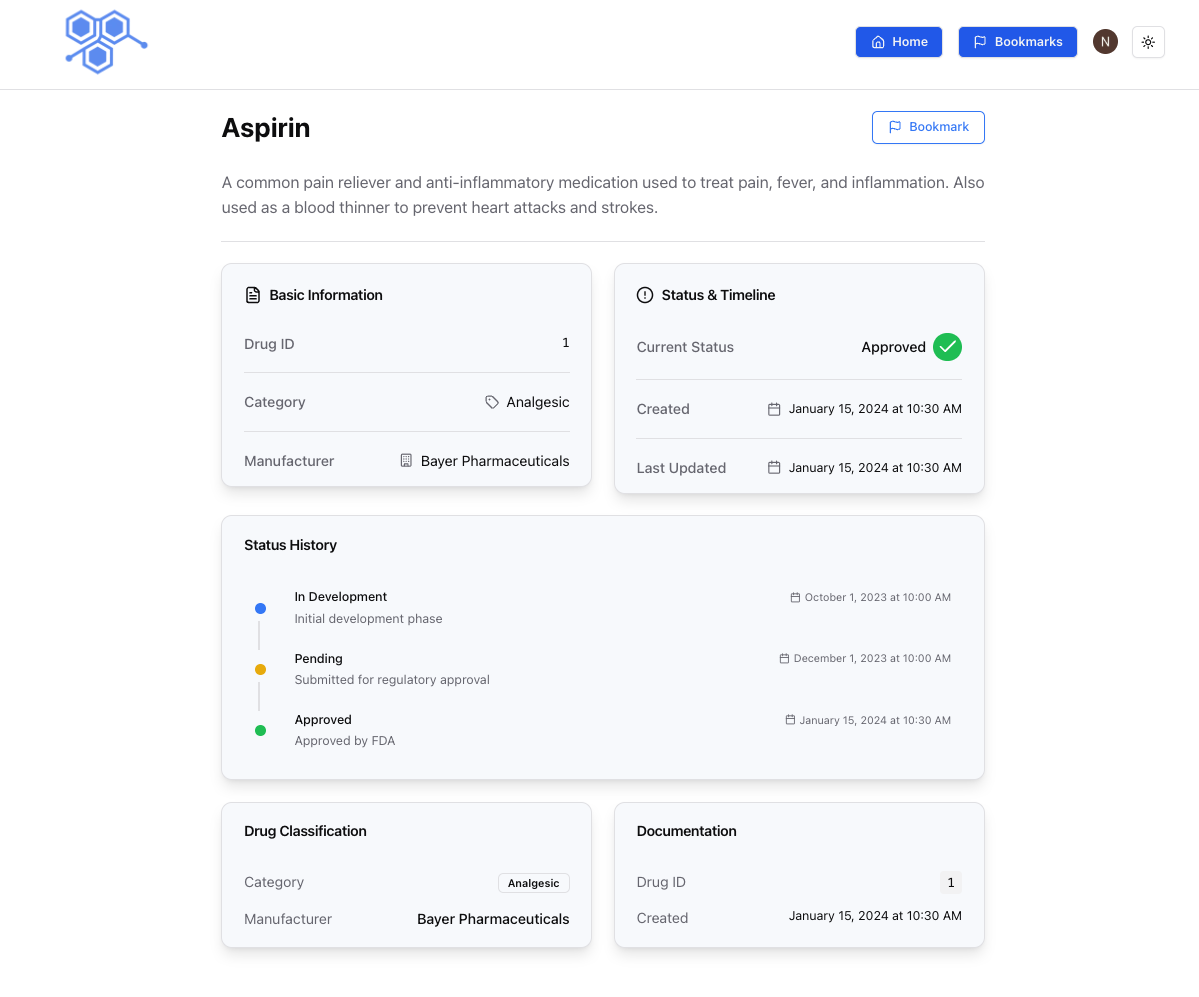 Home
Bookmarks
N
Aspirin
Bookmark
A common pain reliever and anti-inflammatory medication used to treat pain, fever, and inflammation. Also
used as a blood thinner to prevent heart attacks and strokes.
Basic Information
Drug ID
1
Category
Analgesic
Manufacturer
Bayer Pharmaceuticals
Status & Timeline
Current Status
Approved
Created
January 15, 2024 at 10:30 AM
Last Updated
January 15, 2024 at 10:30 AM
Status History
In Development
October 1, 2023 at 10:00 AM
Initial development phase
Pending
December 1, 2023 at 10:00 AM
Submitted for regulatory approval
Approved
January 15, 2024 at 10:30 AM
Approved by FDA
Drug Classification
Category
Analgesic
Manufacturer
Bayer Pharmaceuticals
Documentation
Drug ID
1
Created
January 15, 2024 at 10:30 AM